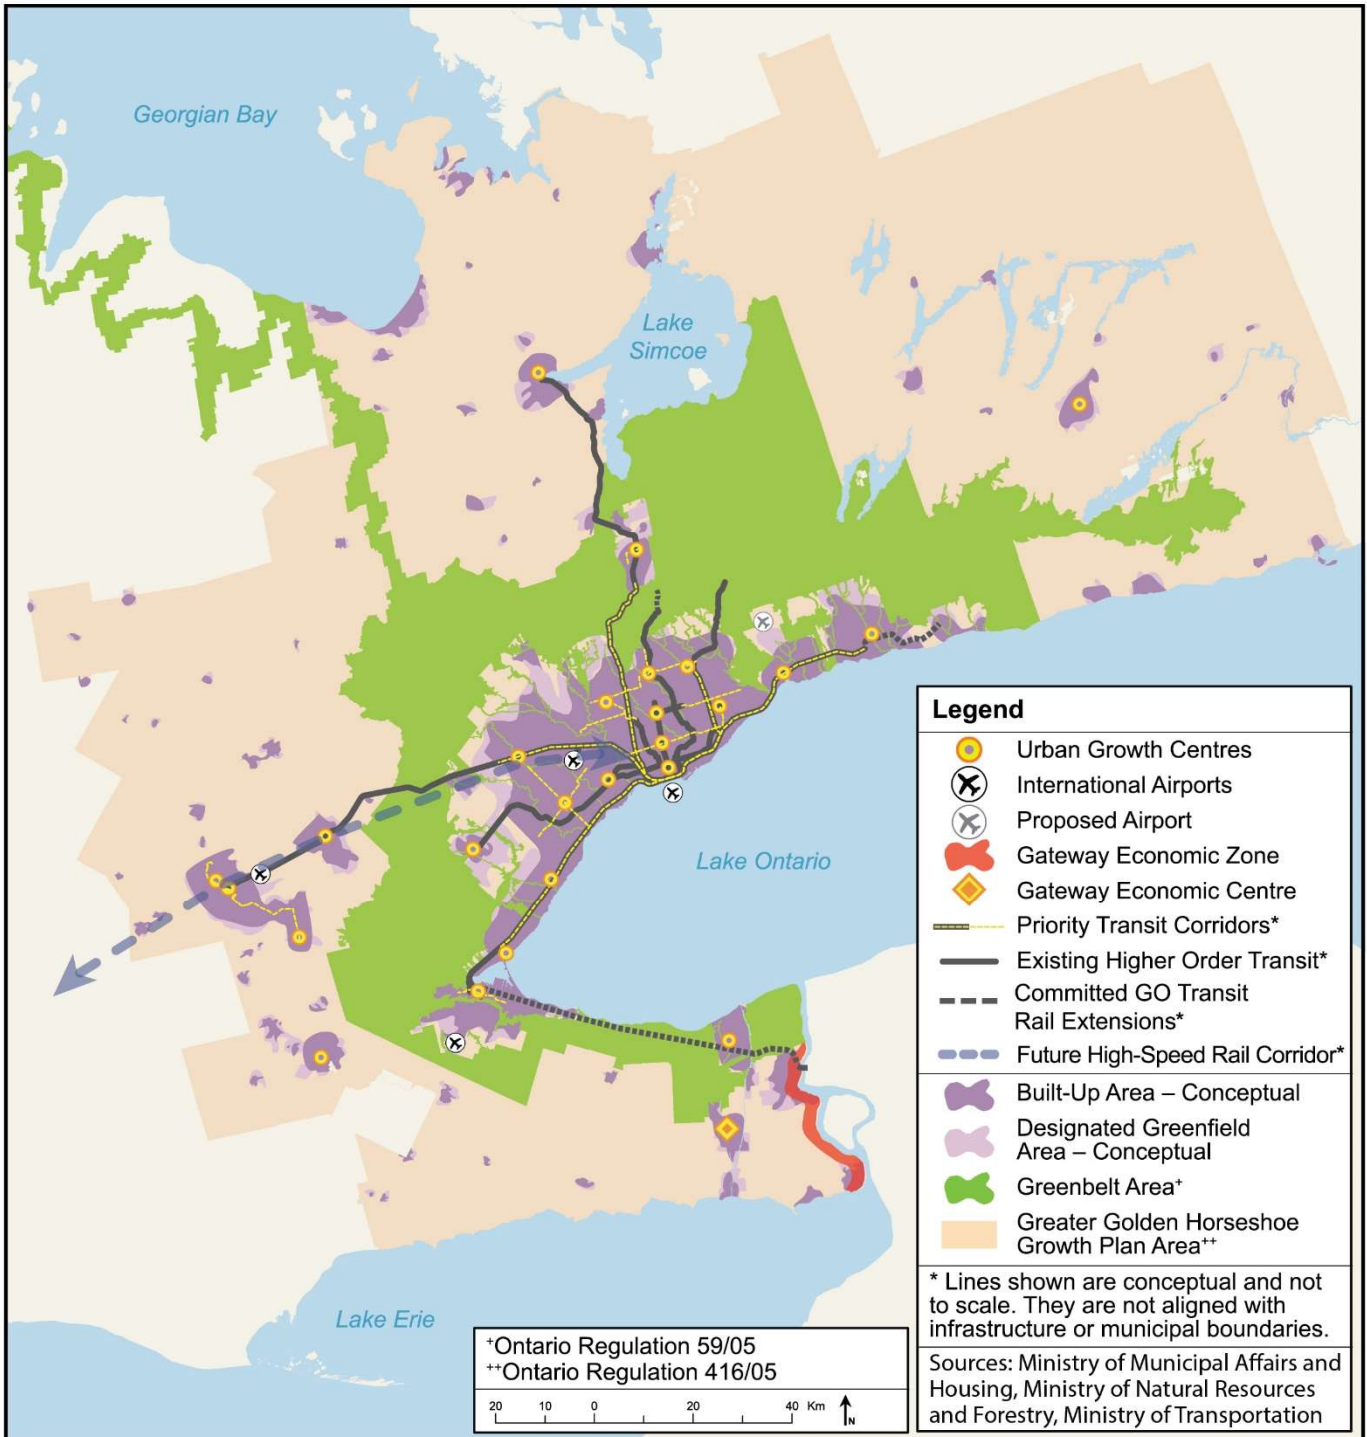 Georgian Bay
Lake
Simcoe
Lake Ontario
Lake Erie
Legend
Urban Growth Centres
International Airports
Proposed Airport
Gateway Economic Zone
Gateway Economic Centre
Priority Transit Corridors*
Existing Higher Order Transit*
Committed GO Transit
Rail Extensions*
Future High-Speed Rail Corridor*
Built-Up Area – Conceptual
Designated Greenfield
Area – Conceptual
Greenbelt Area+
Greater Golden Horseshoe
Growth Plan Area++
* Lines shown are conceptual and not
to scale. They are not aligned with
infrastructure or municipal boundaries.
Sources: Ministry of Municipal Affairs and
Housing, Ministry of Natural Resources
and Forestry, Ministry of Transportation
+Ontario Regulation 59/05
++Ontario Regulation 416/05
20 10 0 20 40 Km
N